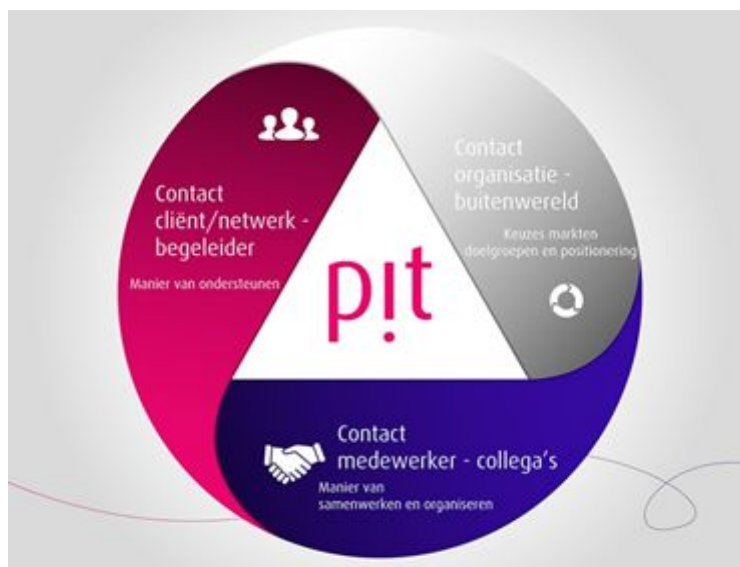 Contact
cliënt/netwerk -
begeleider
Manier van ondersteunen
Contact
organisatie -
buitenwereld
Keuzes markten
doelgroepen en positionering
pit
Contact
medewerker - collega's
Manier van
samenwerken en organiseren